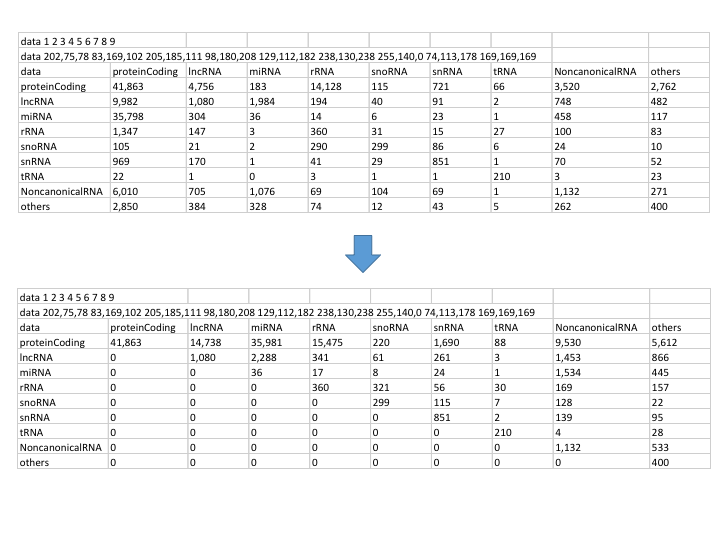 data 1 2 3 4 5 6 7 8 9
data 202,75,78 83,169,102 205,185,111 98,180,208 129,112,182 238,130,238 255,140,0 74,113,178 169,169,169
data proteinCoding lncRNA miRNA rRNA snoRNA snRNA tRNA NoncanonicalRNA others
proteinCoding 41,863 4,756 183 14,128 115 721 66 3,520 2,762
lncRNA 9,982 1,080 1,984 194 40 91 2 748 482
miRNA 35,798 304 36 14 6 23 1 458 117
rRNA 1,347 147 3 360 31 15 27 100 83
snoRNA 105 21 2 290 299 86 6 24 10
snRNA 969 170 1 41 29 851 1 70 52
tRNA 22 1 0 3 1 1 210 3 23
NoncanonicalRNA 6,010 705 1,076 69 104 69 1 1,132 271
others 2,850 384 328 74 12 43 5 262 400
data 1 2 3 4 5 6 7 8 9
data 202,75,78 83,169,102 205,185,111 98,180,208 129,112,182 238,130,238 255,140,0 74,113,178 169,169,169
data proteinCoding lncRNA miRNA rRNA snoRNA snRNA tRNA NoncanonicalRNA others
proteinCoding 41,863 14,738 35,981 15,475 220 1,690 88 9,530 5,612
lncRNA 0 1,080 2,288 341 61 261 3 1,453 866
miRNA 0 0 36 17 8 24 1 1,534 445
rRNA 0 0 0 360 321 56 30 169 157
snoRNA 0 0 0 0 299 115 7 128 22
snRNA 0 0 0 0 0 851 2 139 95
tRNA 0 0 0 0 0 0 210 4 28
NoncanonicalRNA 0 0 0 0 0 0 0 1,132 533
others 0 0 0 0 0 0 0 0 400